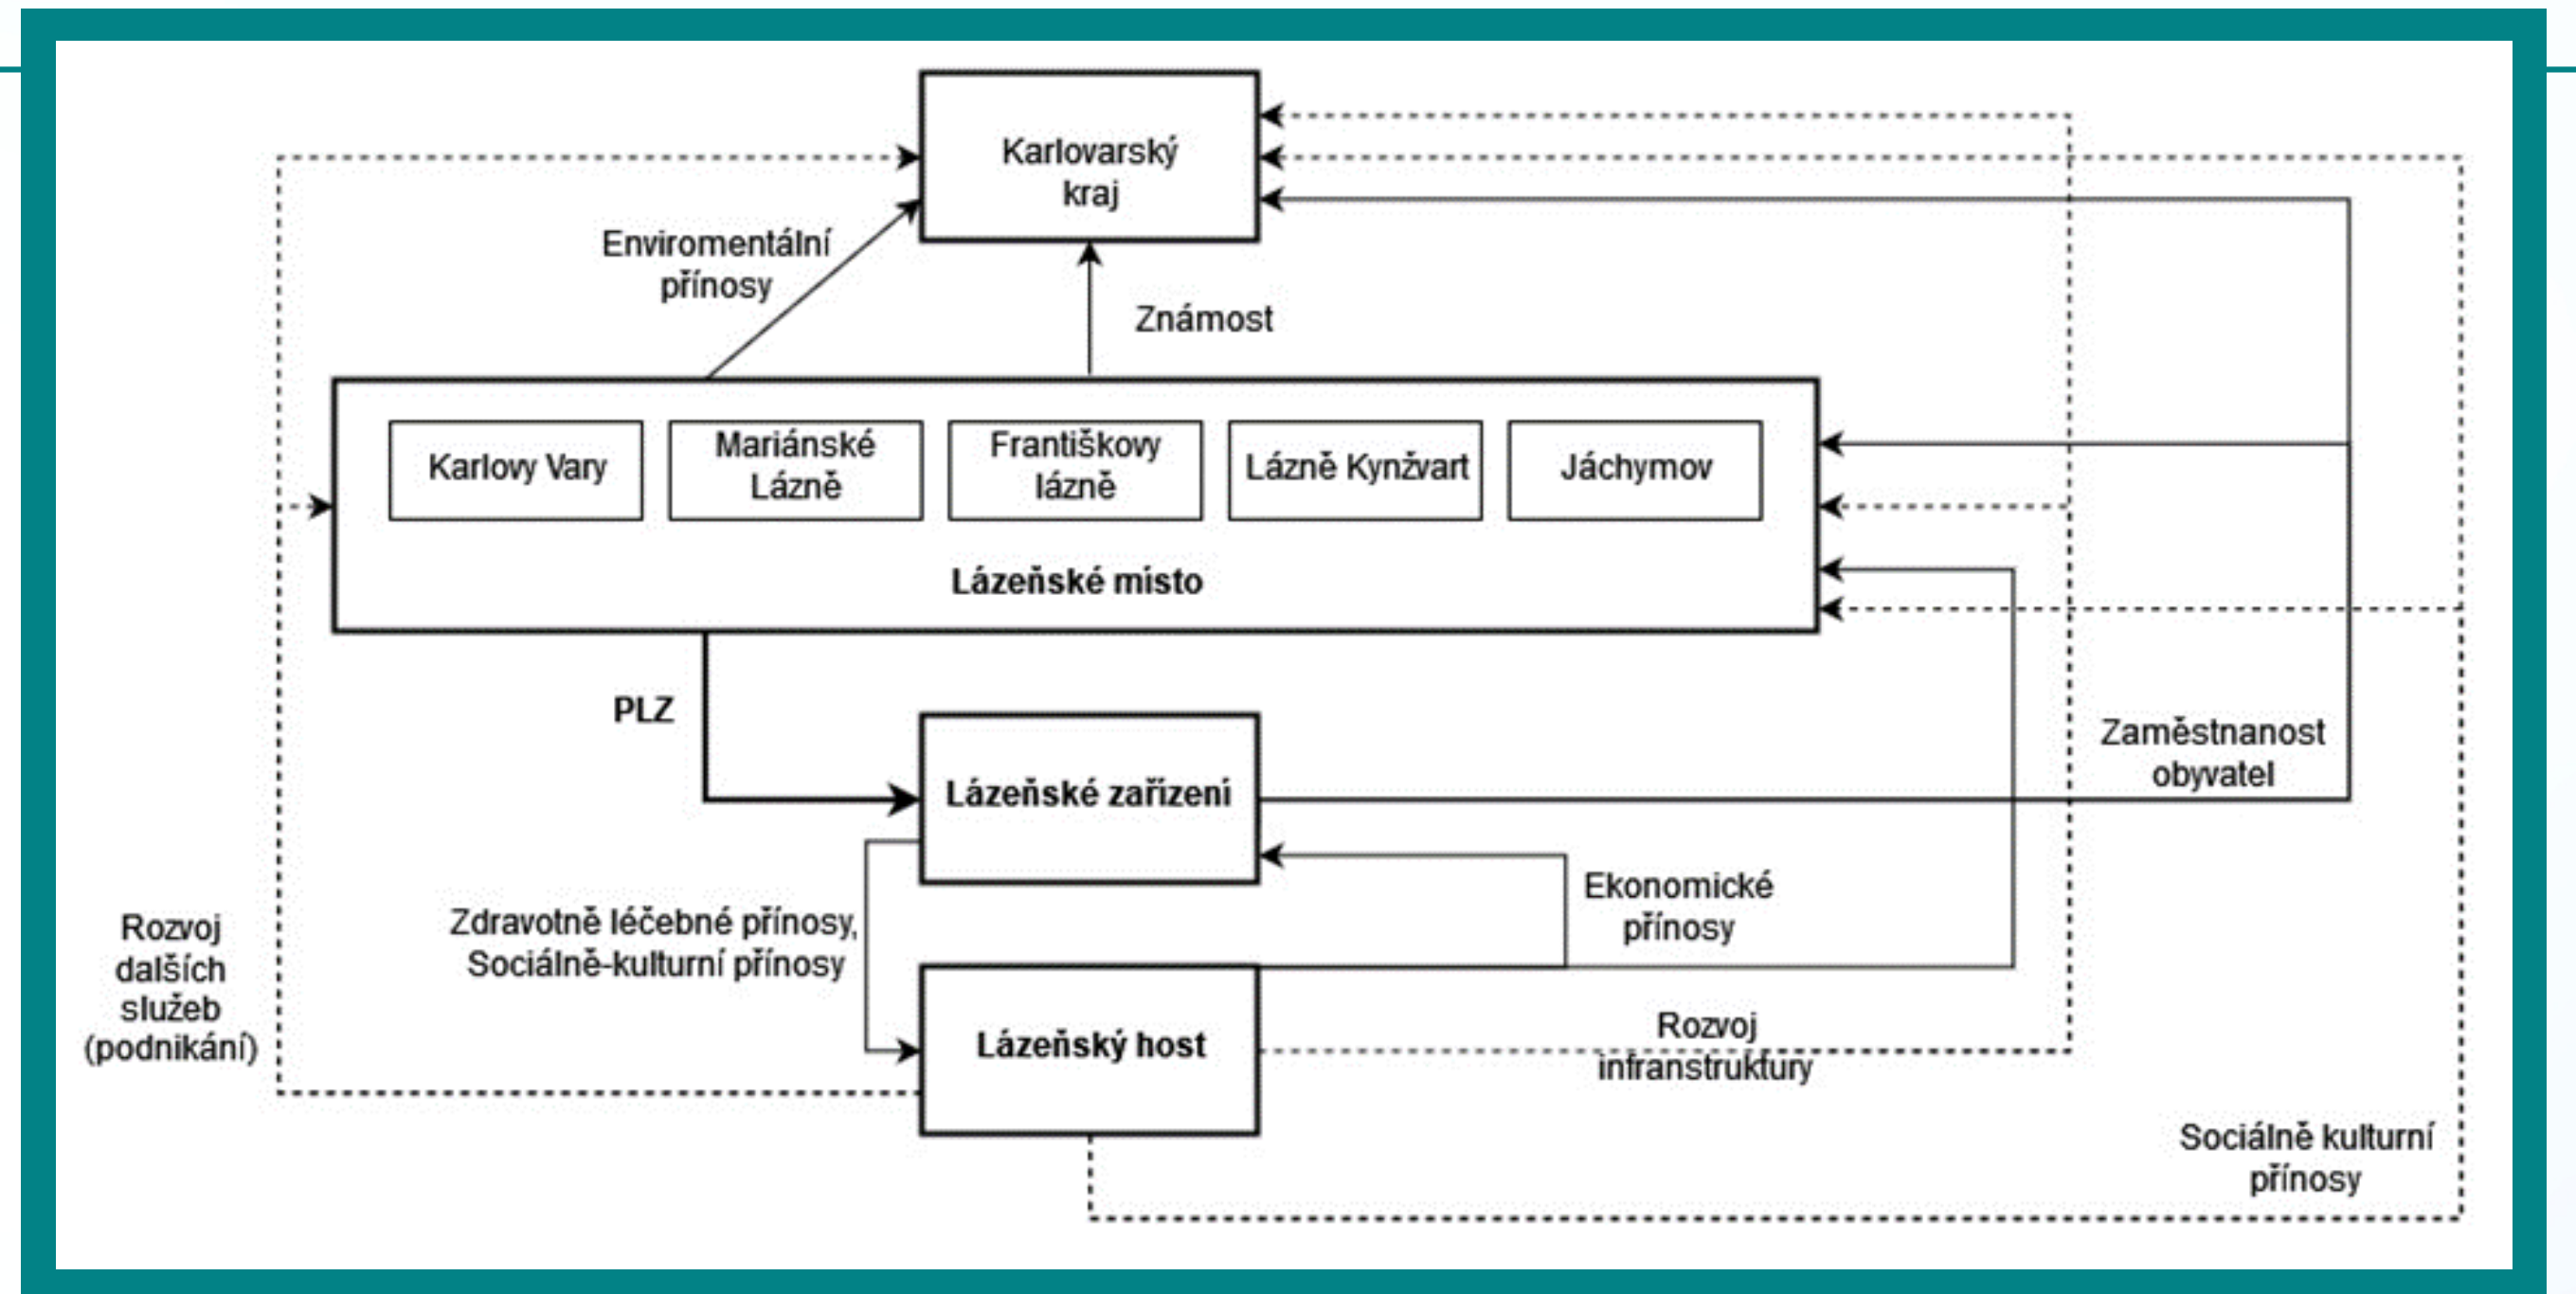 Karlovarský
kraj
Enviromentální
přínosy
Známost
Karlovy Vary
Mariánské
Lázně
Františkovy
lázně
Lázně Kynžvart
Jáchymov
Lázeňské místo
PLZ
Lázeňské zařízení
Zaměstnanost
obyvatel
Ekonomické
přínosy
Zdravotně léčebné přínosy,
Sociálně-kulturní přínosy
Rozvoj
dalších
služeb
(podnikání)
Lázeňský host
Rozvoj
infranstruktury
Sociálně kulturní
přínosy